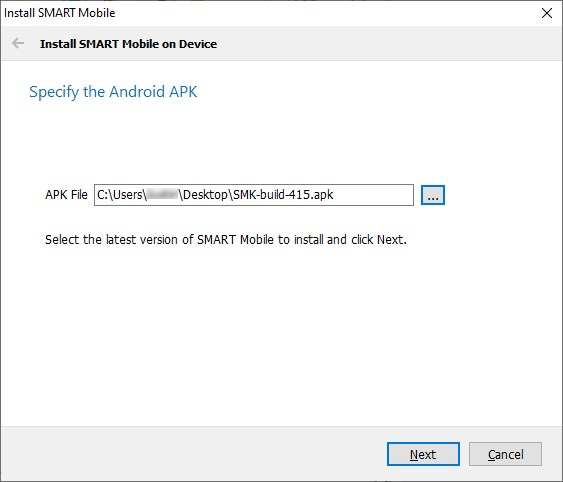 Install SMART Mobile
Install SMART Mobile on Device
Specify the Android APK
APK File C:\Users\ \Desktop\SMK-build-415.apk ...
Select the latest version of SMART Mobile to install and click Next.
Next Cancel